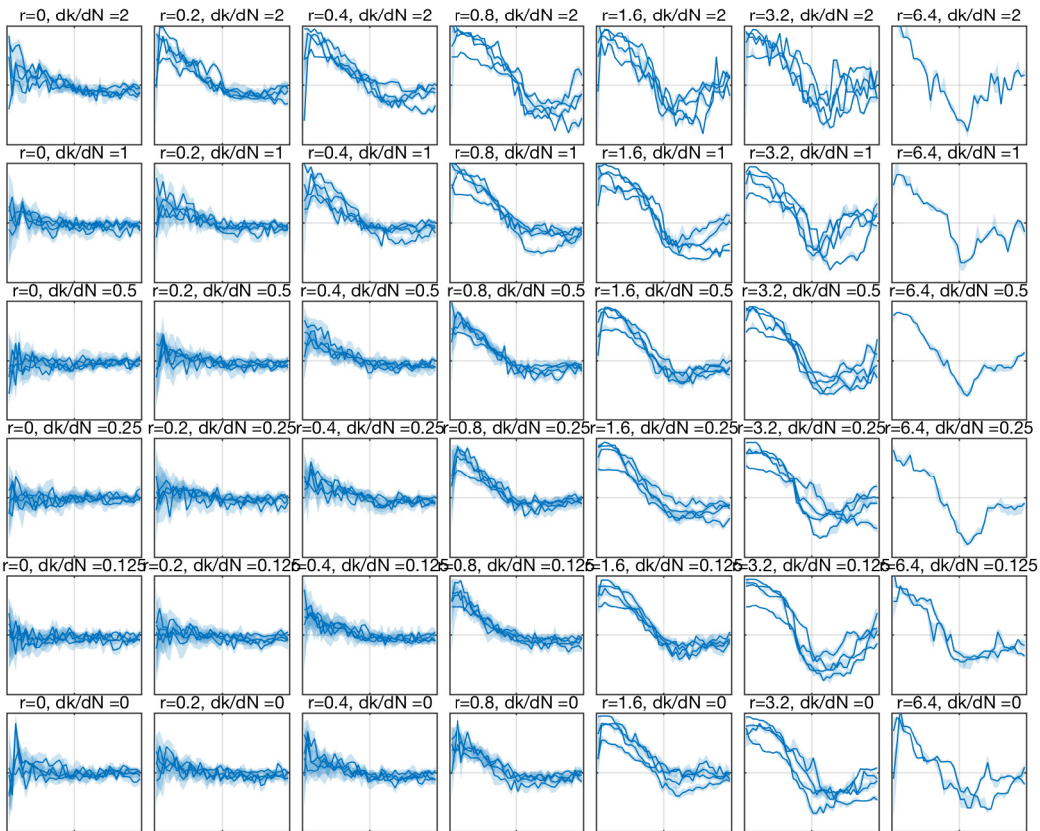 r=0, dk/dN =2 r=0.2, dk/dN =2 r=0.4, dk/dN =2 r=0.8, dk/dN =2 r=1.6, dk/dN =2 r=3.2, dk/dN =2 r=6.4, dk/dN =2
r=0, dk/dN =1 r=0.2, dk/dN =1 r=0.4, dk/dN =1 r=0.8, dk/dN =1 r=1.6, dk/dN =1 r=3.2, dk/dN =1 r=6.4, dk/dN =1
r=0, dk/dN =0.5 r=0.2, dk/dN =0.5 r=0.4, dk/dN =0.5 r=0.8, dk/dN =0.5 r=1.6, dk/dN =0.5 r=3.2, dk/dN =0.5 r=6.4, dk/dN =0.5
r=0, dk/dN =0.25 r=0.2, dk/dN =0.25 r=0.4, dk/dN =0.25 r=0.8, dk/dN =0.25 r=1.6, dk/dN =0.25 r=3.2, dk/dN =0.25 r=6.4, dk/dN =0.25
r=0, dk/dN =0.125 r=0.2, dk/dN =0.125 r=0.4, dk/dN =0.125 r=0.8, dk/dN =0.125 r=1.6, dk/dN =0.125 r=3.2, dk/dN =0.125 r=6.4, dk/dN =0.125
r=0, dk/dN =0 r=0.2, dk/dN =0 r=0.4, dk/dN =0 r=0.8, dk/dN =0 r=1.6, dk/dN =0 r=3.2, dk/dN =0 r=6.4, dk/dN =0